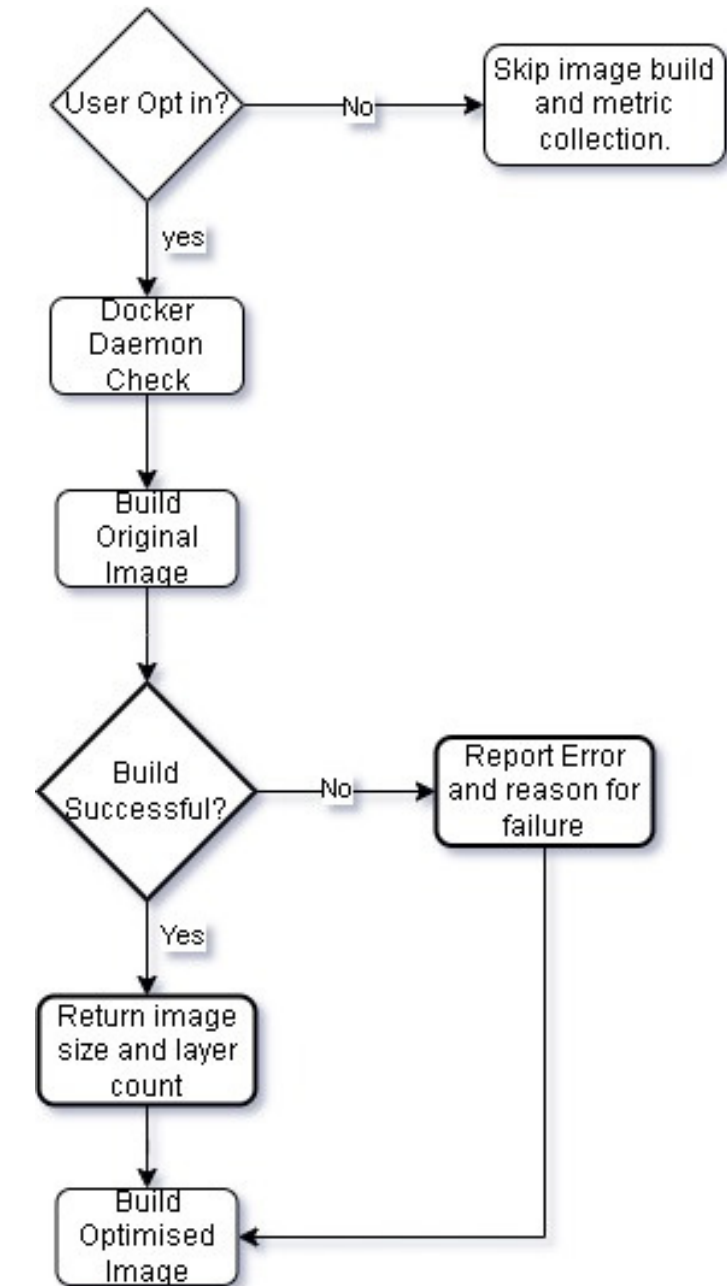 User Opt in?
No
Skip image build
and metric
collection.
yes
Docker
Daemon
Check
Build
Original
Image
Build
Successful?
No
Report Error
and reason for
failure
Yes
Return image
size and layer
count
Build
Optimised
Image